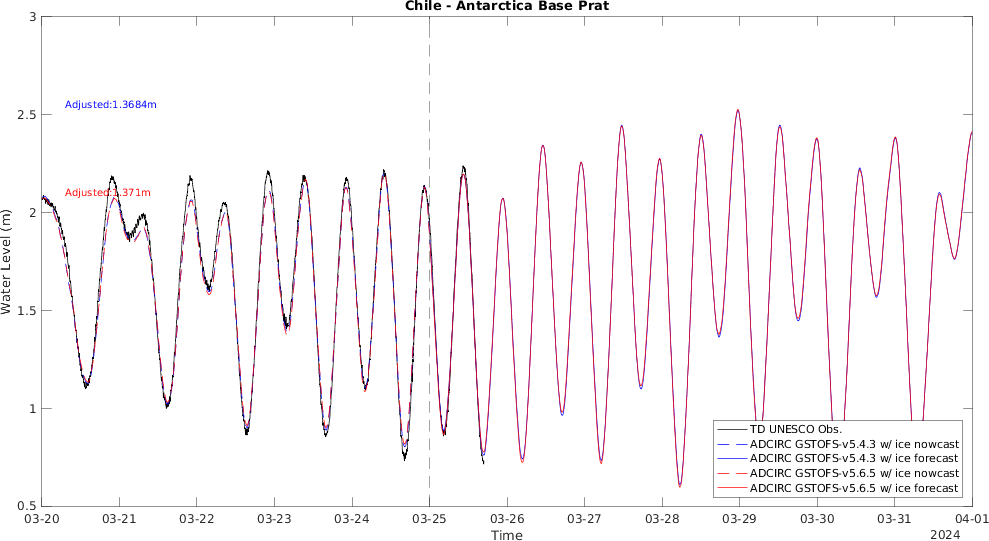 Chile - Antarctica Base Prat
3
2.5
2
1.5
1
0.5
Water Level (m)
Adjusted:1.3684m
Adjusted:1.371m
TD UNESCO Obs.
ADCIRC GSTOFS-v5.4.3 w/ ice nowcast
ADCIRC GSTOFS-v5.4.3 w/ ice forecast
ADCIRC GSTOFS-v5.6.5 w/ ice nowcast
ADCIRC GSTOFS-v5.6.5 w/ ice forecast
03-20 03-21 03-22 03-23 03-24 03-25 03-26 03-27 03-28 03-29 03-30 03-31 04-01
Time
2024